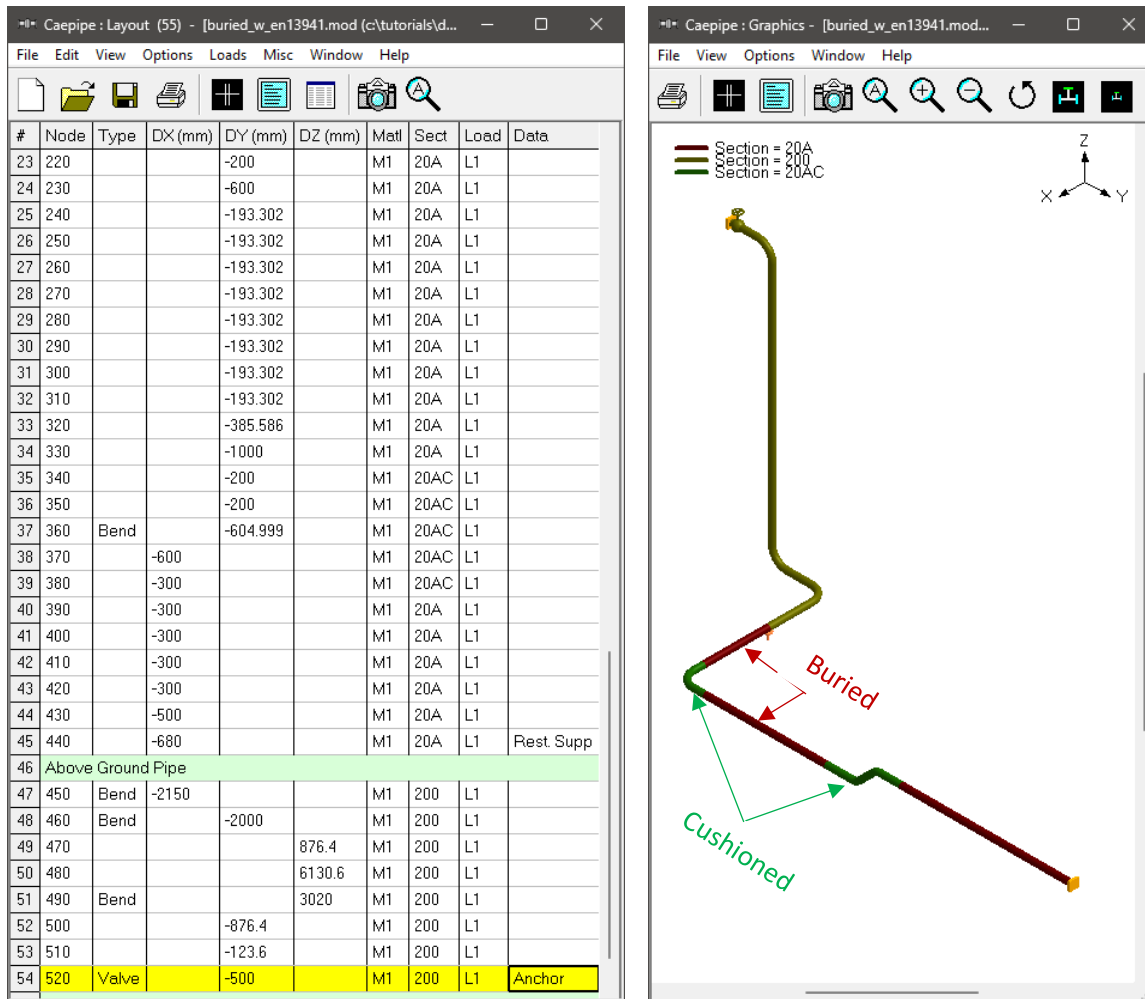 Caepipe : Layout (55) - [buried_w_en13941.mod (c:\tutorials\d...
File Edit View Options Loads Misc Window Help
# Node Type DX (mm) DY (mm) DZ (mm) Matl Sect Load Data
23 220 -200 M1 20A L1
24 230 -600 M1 20A L1
25 240 -193.302 M1 20A L1
26 250 -193.302 M1 20A L1
27 260 -193.302 M1 20A L1
28 270 -193.302 M1 20A L1
29 280 -193.302 M1 20A L1
30 290 -193.302 M1 20A L1
31 300 -193.302 M1 20A L1
32 310 -193.302 M1 20A L1
33 320 -385.586 M1 20A L1
34 330 -1000 M1 20A L1
35 340 -200 M1 20AC L1
36 350 -200 M1 20AC L1
37 360 Bend -604.999 M1 20AC L1
38 370 -600 M1 20AC L1
39 380 -300 M1 20AC L1
40 390 -300 M1 20A L1
41 400 -300 M1 20A L1
42 410 -300 M1 20A L1
43 420 -300 M1 20A L1
44 430 -500 M1 20A L1
45 440 -680 M1 20A L1 Rest. Supp
46 Above Ground Pipe
47 450 Bend -2150 M1 200 L1
48 460 Bend -2000 M1 200 L1
49 470 876.4 M1 200 L1
50 480 6130.6 M1 200 L1
51 490 Bend 3020 M1 200 L1
52 500 -876.4 M1 200 L1
53 510 -123.6 M1 200 L1
54 520 Valve -500 M1 200 L1 Anchor
Caepipe : Graphics - [buried_w_en13941.mod...
File View Options Window Help
Section = 20A
Section = 200
Section = 20AC
Z
X
Y
Buried
Cushioned